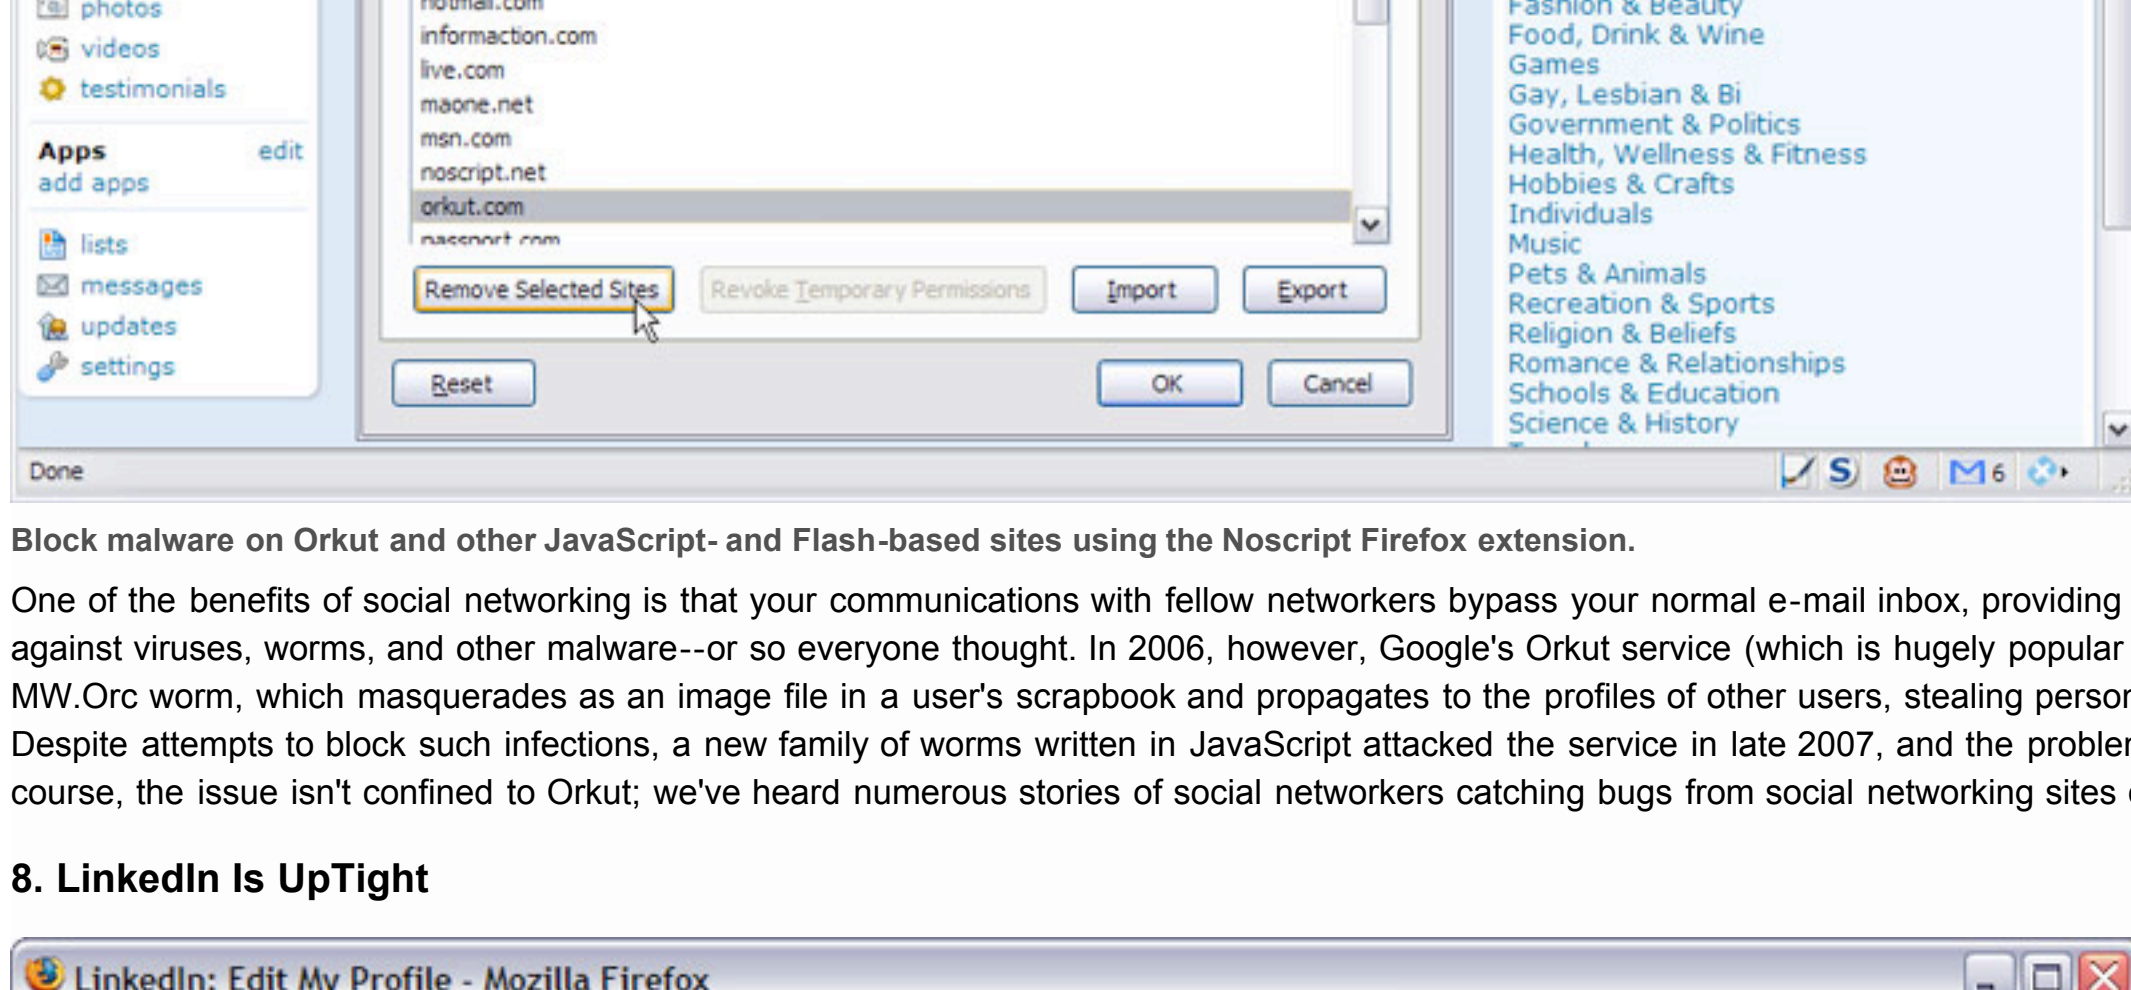 photos
videos
testimonials
Apps edit
add apps
lists
messages
updates
settings
hotmail.com
informaction.com
live.com
maone.net
msn.com
noscript.net
orkut.com
passport.com
Remove Selected Sites Revoke Temporary Permissions Import Export
Reset OK Cancel
Fashion & Beauty
Food, Drink & Wine
Games
Gay, Lesbian & Bi
Government & Politics
Health, Wellness & Fitness
Hobbies & Crafts
Individuals
Music
Pets & Animals
Recreation & Sports
Religion & Beliefs
Romance & Relationships
Schools & Education
Science & History
Done 6
Block malware on Orkut and other JavaScript- and Flash-based sites using the Noscript Firefox extension.
One of the benefits of social networking is that your communications with fellow networkers bypass your normal e-mail inbox, providing
against viruses, worms, and other malware--or so everyone thought. In 2006, however, Google's Orkut service (which is hugely popular
MW.Orc worm, which masquerades as an image file in a user's scrapbook and propagates to the profiles of other users, stealing person
Despite attempts to block such infections, a new family of worms written in JavaScript attacked the service in late 2007, and the proble
course, the issue isn't confined to Orkut; we've heard numerous stories of social networkers catching bugs from social networking sites
8. LinkedIn Is UpTight
LinkedIn: Edit My Profile - Mozilla Firefox